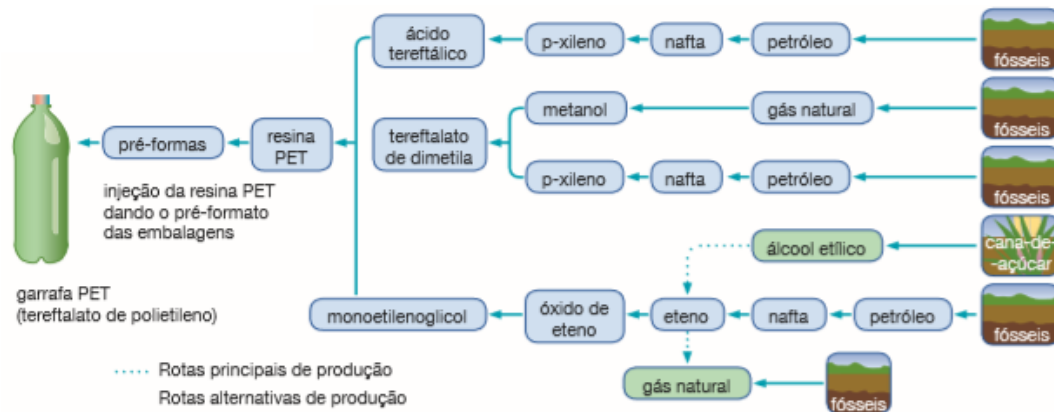 ácido
tereftálico
p-xileno
nafta
petróleo
fósseis
metanol
gás natural
fósseis
pré-formas
resina
PET
tereftalato
de dimetila
p-xileno
nafta
petróleo
fósseis
injeção da resina PET
dando o pré-formato
das embalagens
álcool etílico
cana-de-
-açúcar
garrafa PET
(tereftalato de polietileno)
monoetilenoglicol
óxido de
eteno
eteno
nafta
petróleo
fósseis
Rotas principais de produção
Rotas alternativas de produção
gás natural
fósseis